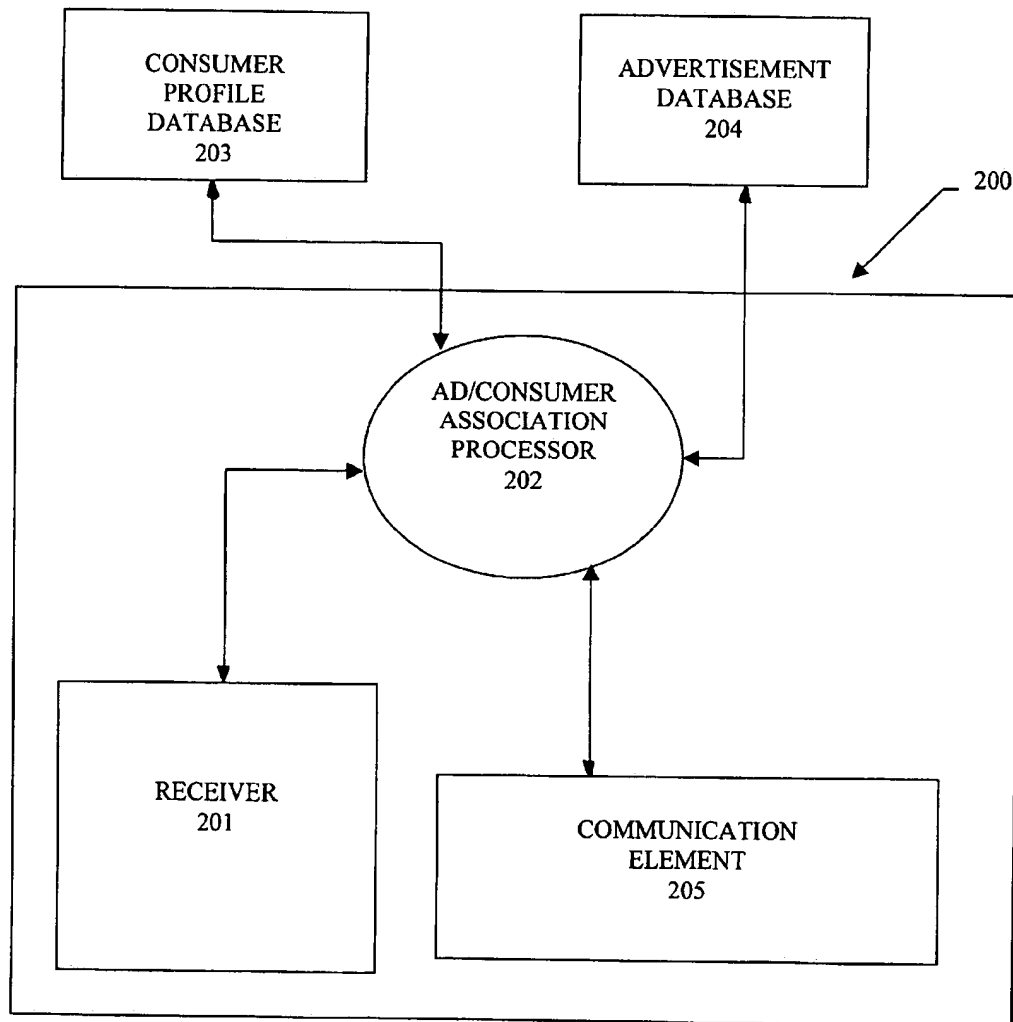 CONSUMER
PROFILE
DATABASE
203
ADVERTISEMENT
DATABASE
204
200
AD/CONSUMER
ASSOCIATION
PROCESSOR
202
RECEIVER
201
COMMUNICATION
ELEMENT
205